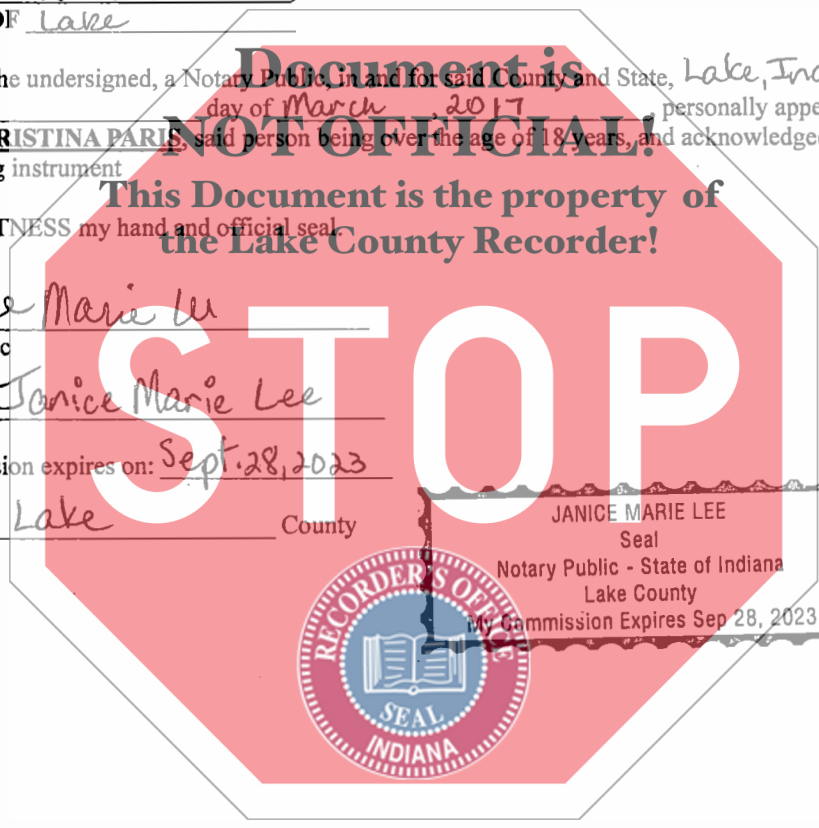 OF Lake
he undersigned, a Notary Public, in and for said County and State, Lake, Ind
day of March, 2017, personally appe
RISTINA PARIS, said person being over the age of 18 years, and acknowledged
g instrument
TNESS my hand and official seal.
Document is
NOT OFFICIAL!
This Document is the property of
the Lake County Recorder!
STOP
e Marie Lee
c
Janice Marie Lee
ion expires on: Sept. 28, 2023
Lake County
JANICE MARIE LEE
Seal
Notary Public - State of Indiana
Lake County
My Commission Expires Sep 28, 2023
RECORDER'S OFFICE
SEAL
INDIANA